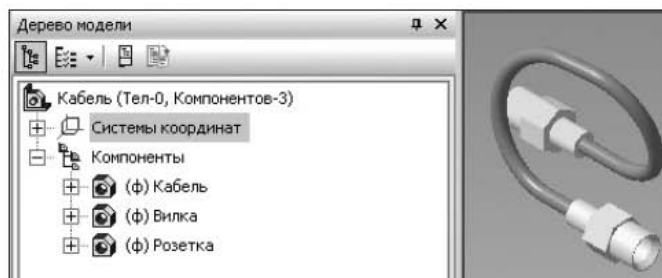 Дерево модели
Кабель (Тел-0, Компонентов-3)
Системы координат
Компоненты
(ф) Кабель
(ф) Вилка
(ф) Розетка